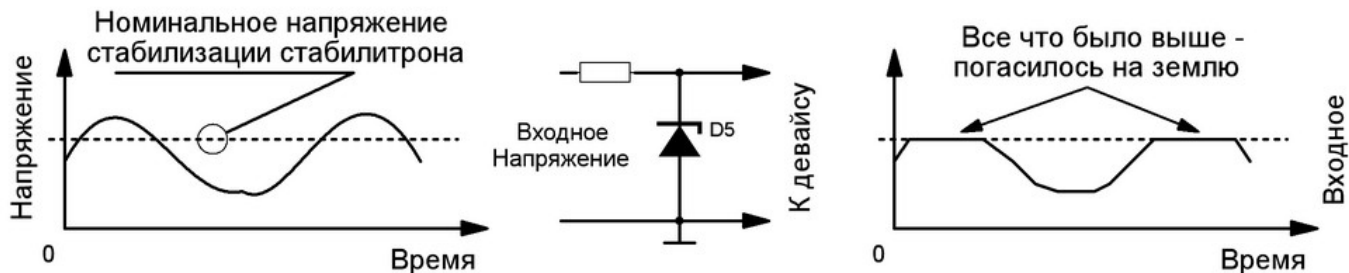 Номинальное напряжение
стабилизации стабилитрона
Напряжение
0
Время
Входное
Напряжение
D5
К девайсу
Все что было выше -
погасилось на землю
0
Время
Входное